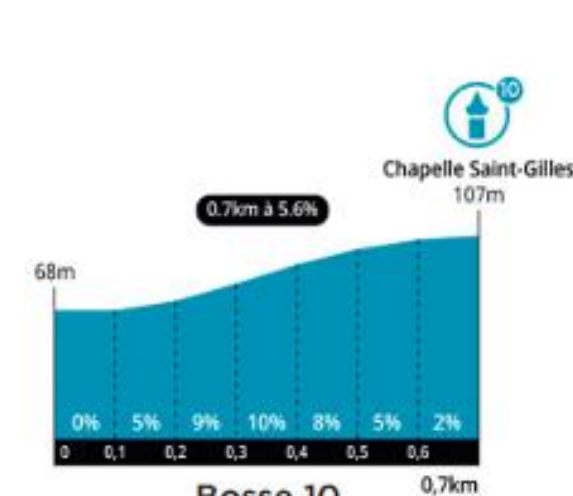 10
Chapelle Saint-Gilles
107m
0.7km à 5.6%
68m
0% 5% 9% 10% 8% 5% 2%
0 0,1 0,2 0,3 0,4 0,5 0,6
0,7km
Bosse 10